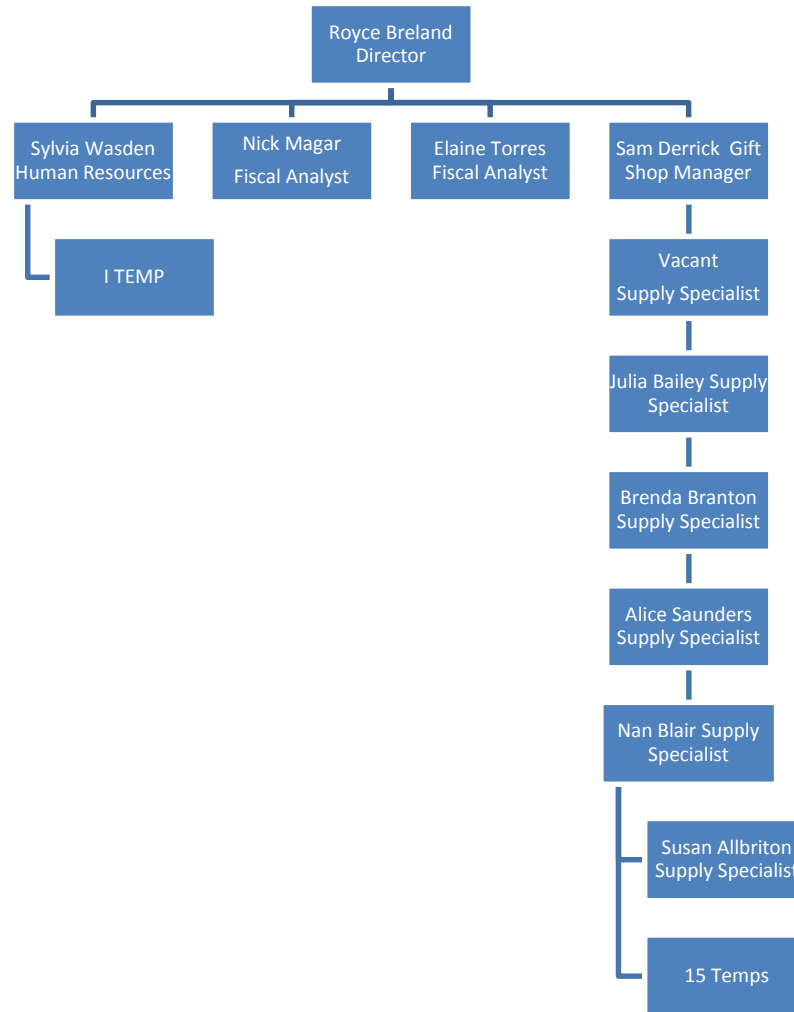 Royce Breland
Director
Sylvia Wasden
Human Resources
Nick Magar
Fiscal Analyst
Elaine Torres
Fiscal Analyst
Sam Derrick  Gift
Shop Manager
I TEMP
Vacant
Supply Specialist
Julia Bailey Supply
Specialist
Brenda Branton
Supply Specialist
Alice Saunders
Supply Specialist
Nan Blair Supply
Specialist
Susan Allbriton
Supply Specialist
15 Temps